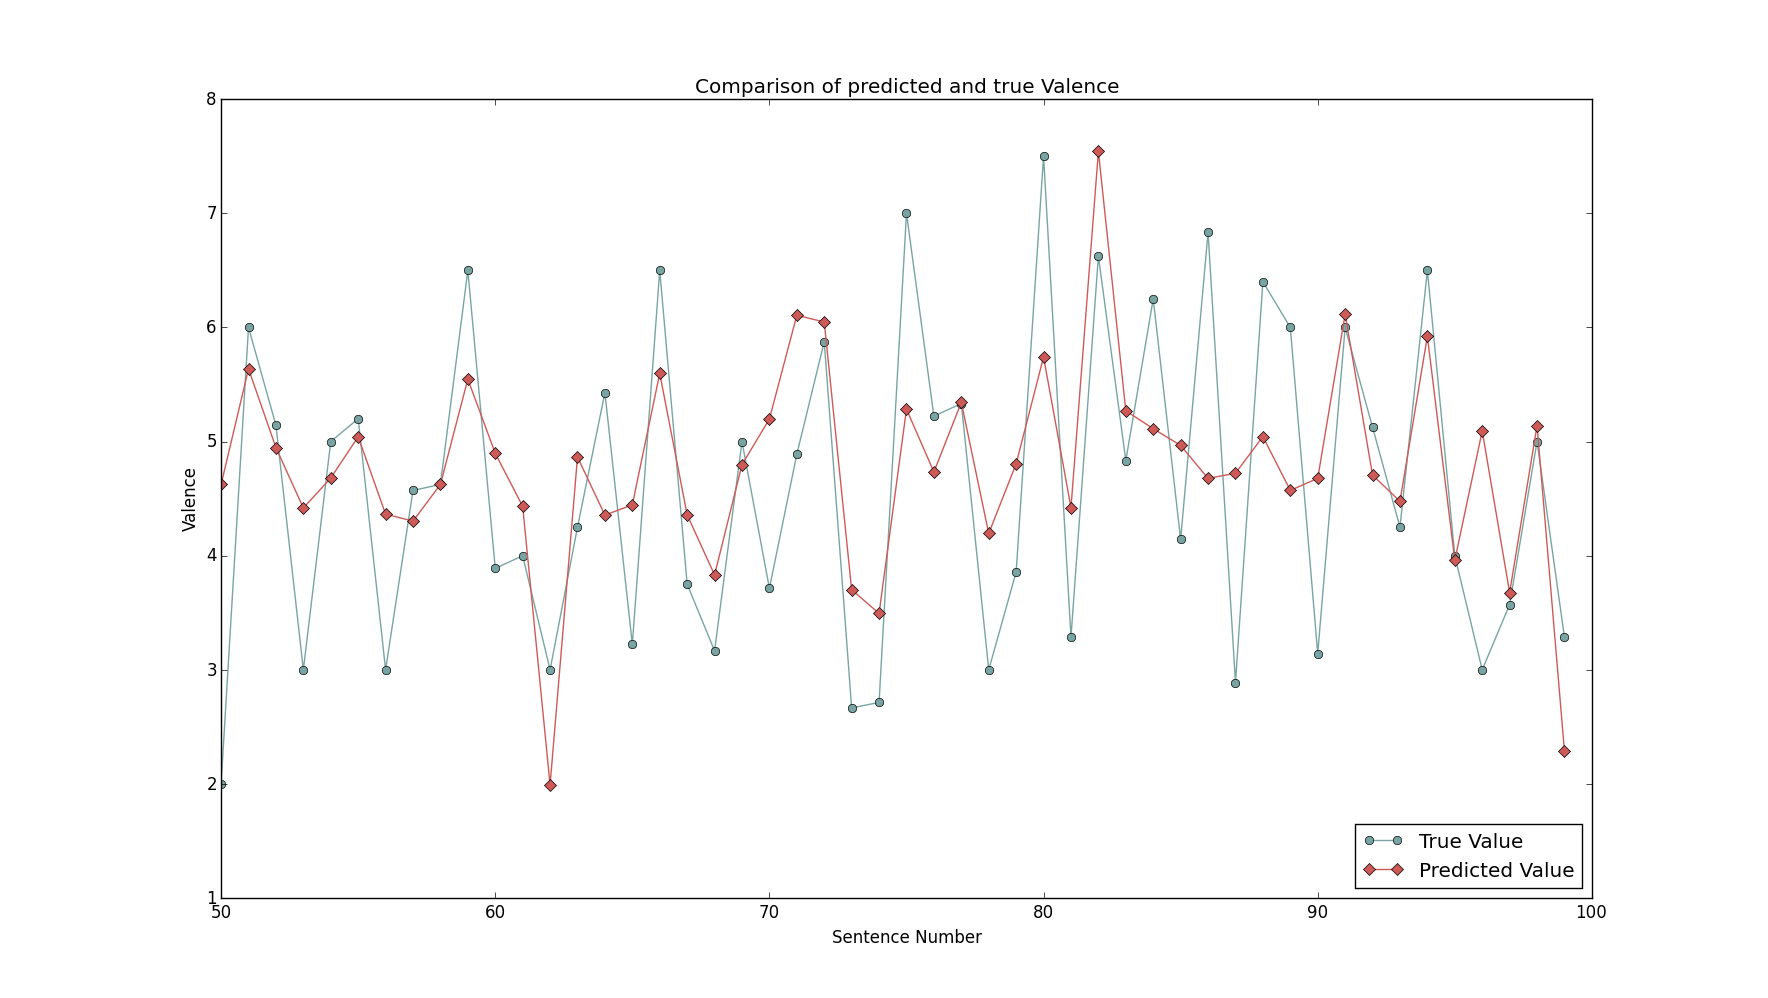 Comparison of predicted and true Valence
8
7
6
5
4
3
2
1
Valence
50 60 70 80 90 100
Sentence Number
True Value
Predicted Value